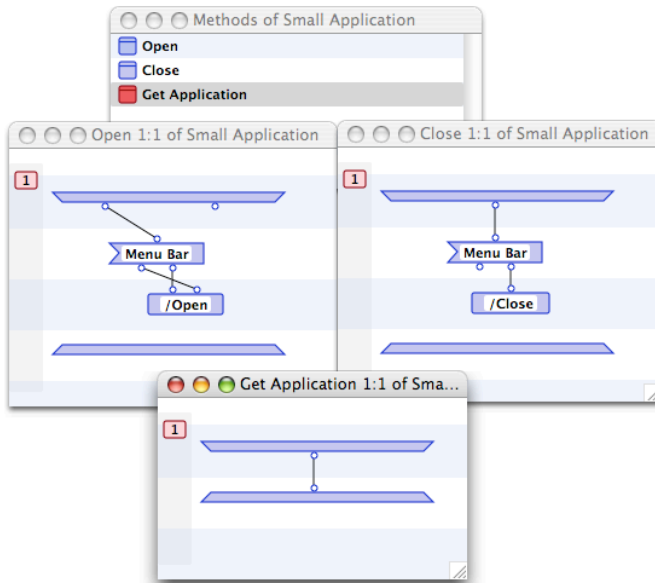 Methods of Small Application
Open
Close
Get Application
Open 1:1 of Small Application
1
Menu Bar
/Open
Close 1:1 of Small Application
1
Menu Bar
/Close
Get Application 1:1 of Sma...
1